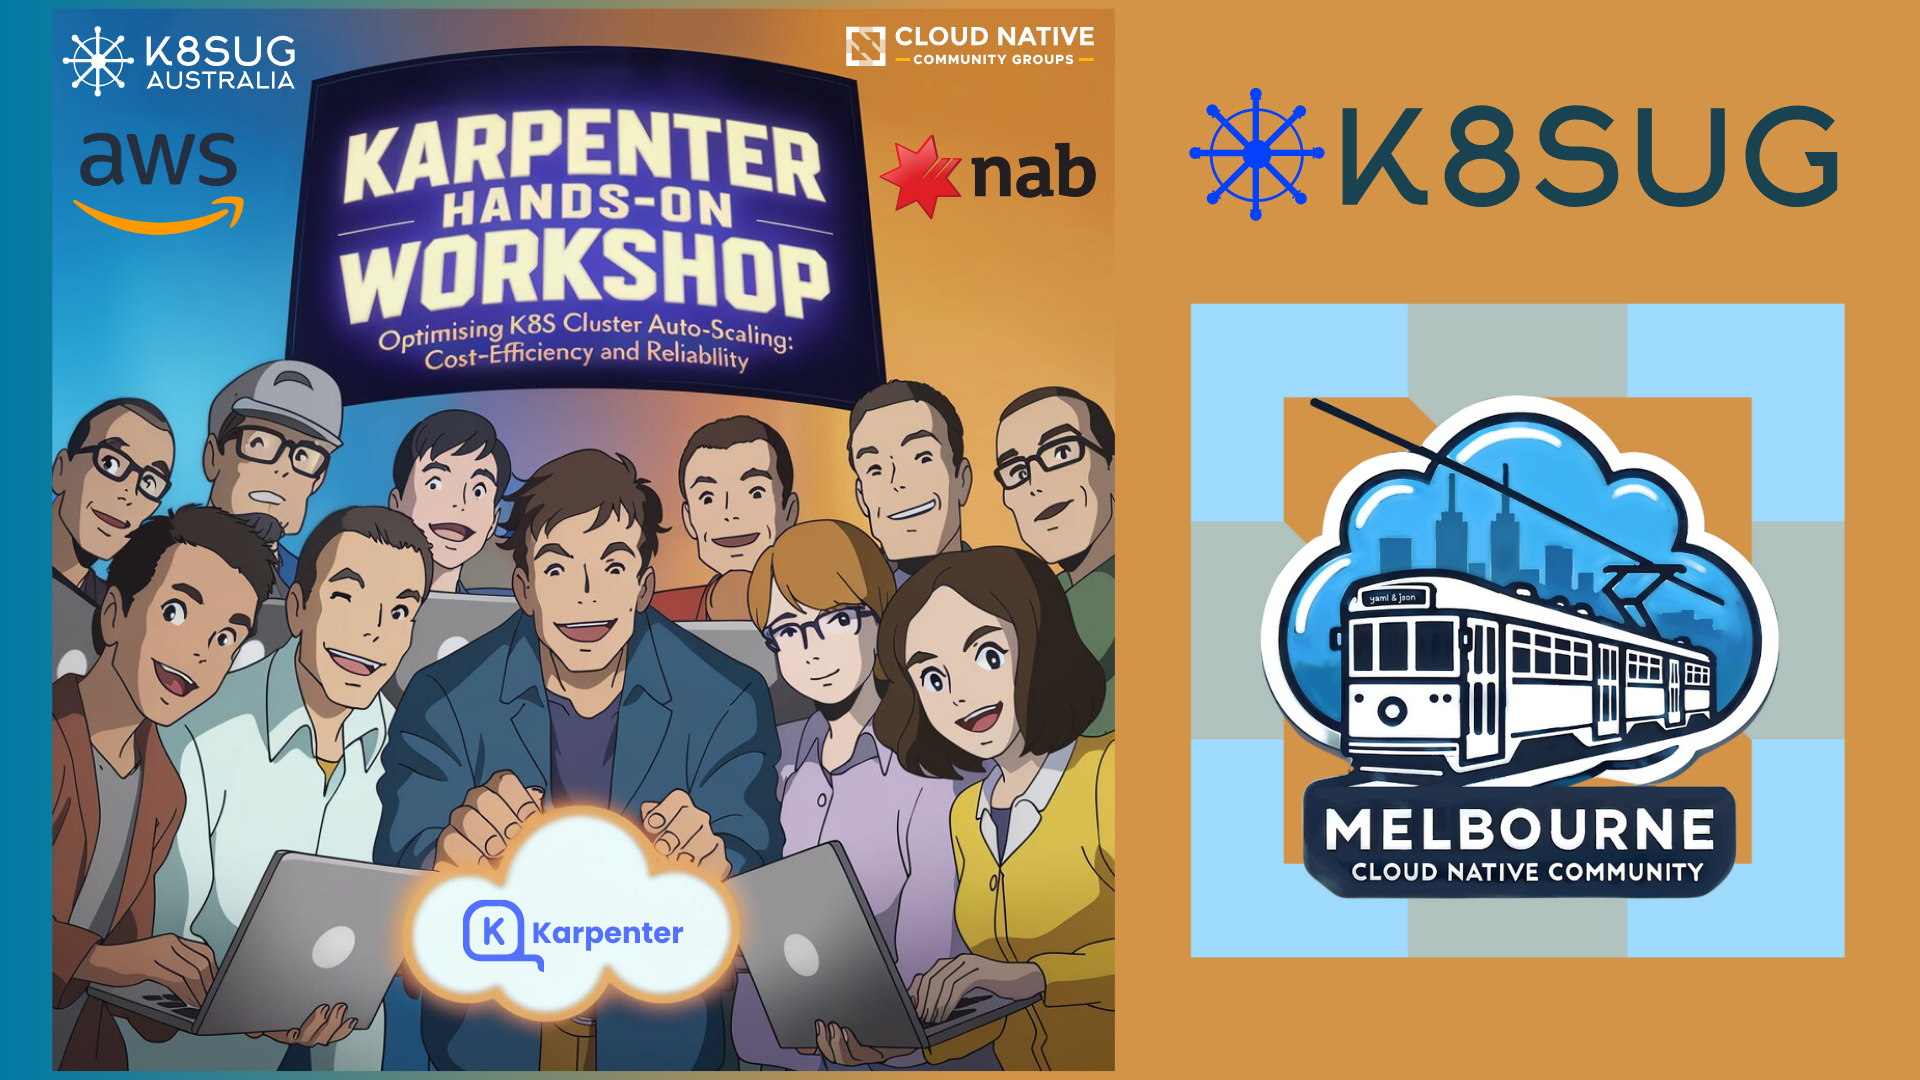 K8SUG
AUSTRALIA
CLOUD NATIVE
COMMUNITY GROUPS
aws
nab
KARPENTER
HANDS-ON
WORKSHOP
Optimising K8S Cluster Auto-Scaling:
Cost-Efficiency and Reliability
K Karpenter
K8SUG
yaml & json
MELBOURNE
CLOUD NATIVE COMMUNITY